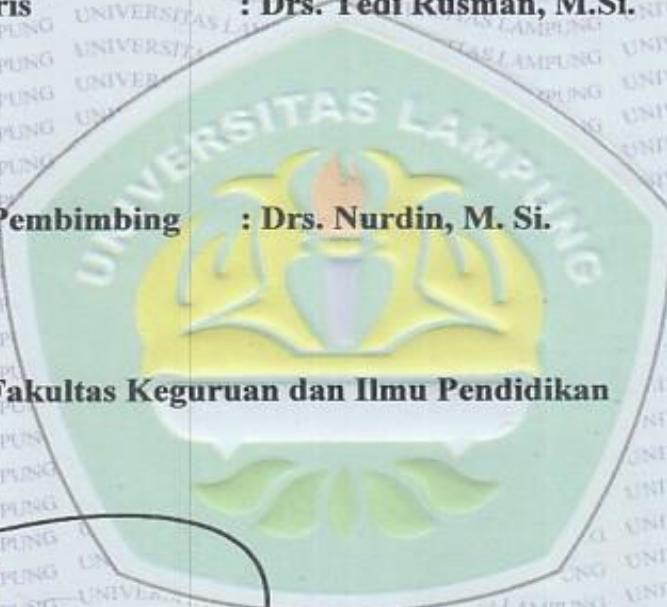 ris : Drs. Tedi Rusman, M.Si.
UNIVERSITAS LAMPUNG
Pembimbing : Drs. Nurdin, M. Si.
Fakultas Keguruan dan Ilmu Pendidikan